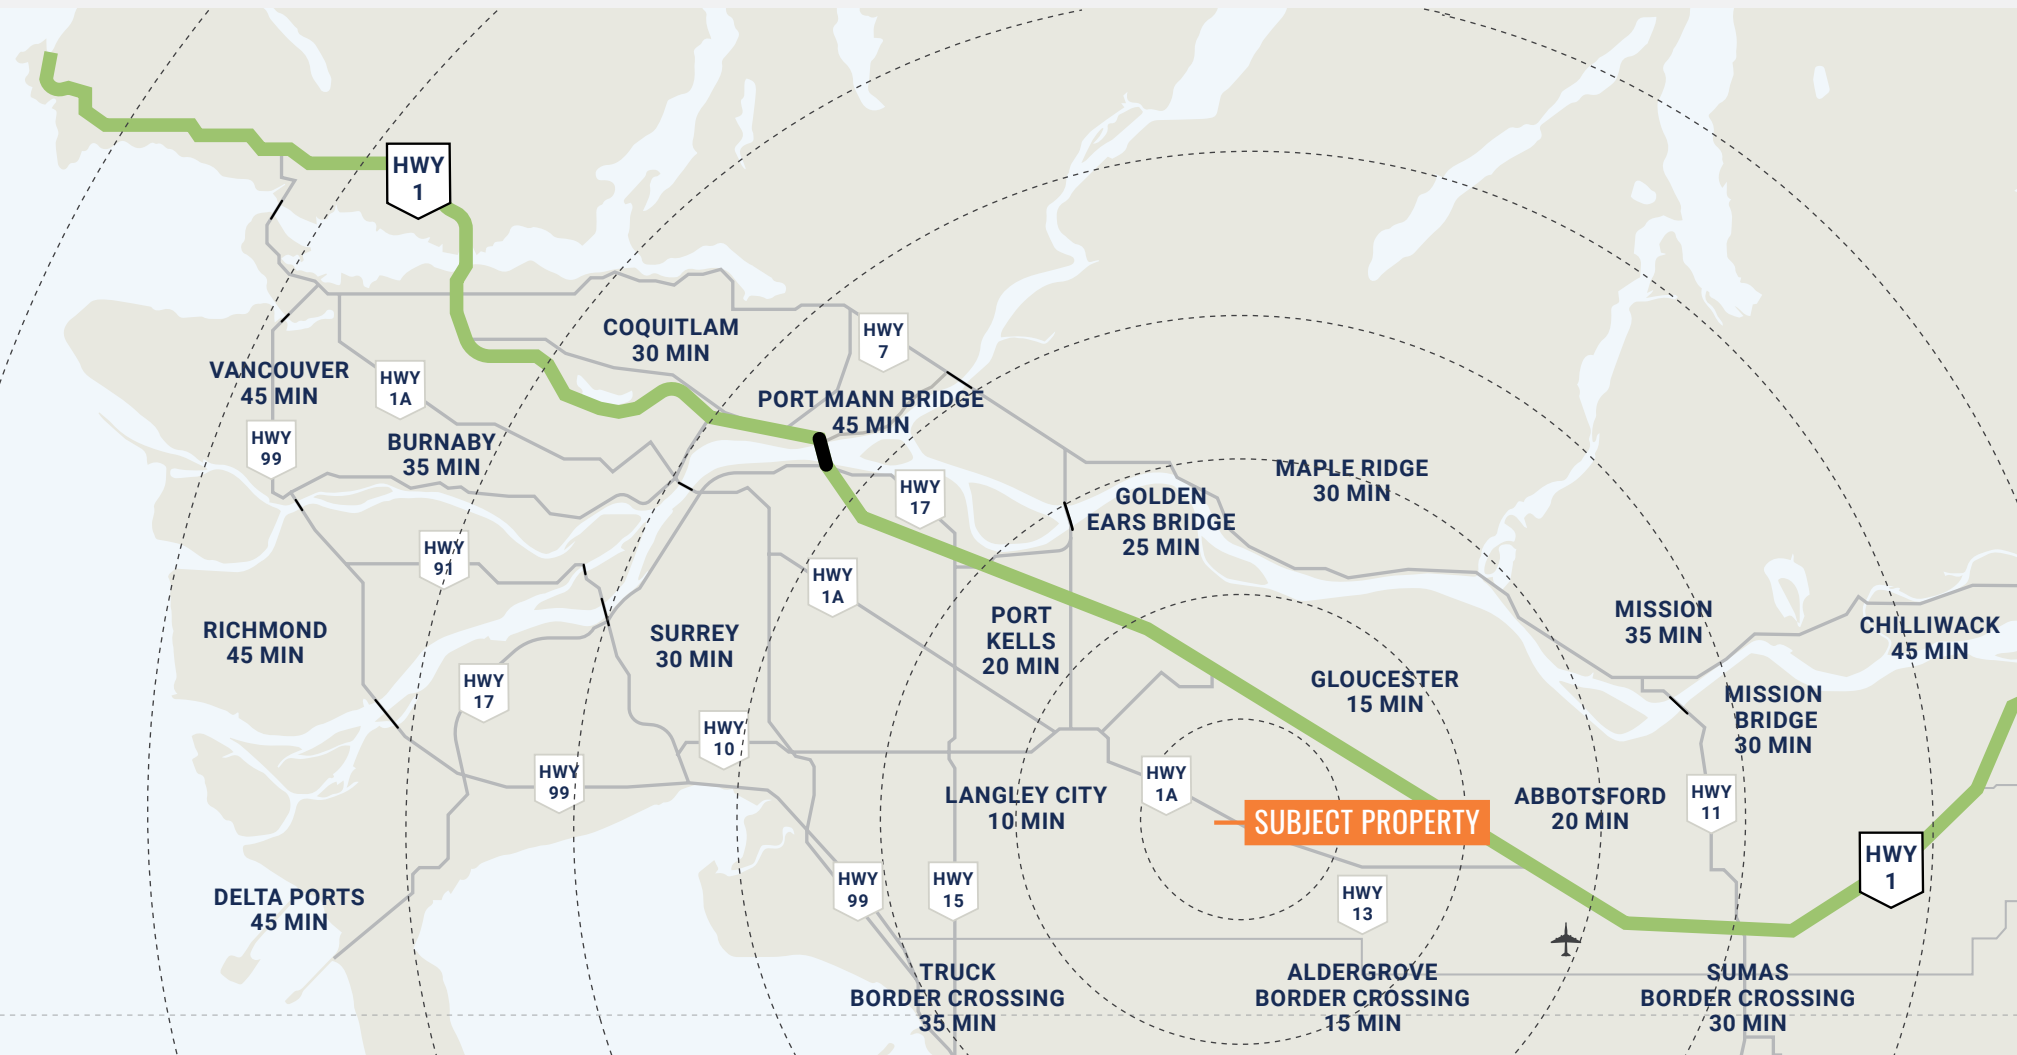 HWY
1
COQUITLAM
30 MIN
HWY
7
VANCOUVER
45 MIN
HWY
1A
PORT MANN BRIDGE
45 MIN
HWY
99
BURNABY
35 MIN
HWY
17
MAPLE RIDGE
30 MIN
GOLDEN
EARS BRIDGE
25 MIN
HWY
91
HWY
1A
RICHMOND
45 MIN
SURREY
30 MIN
PORT
KELLS
20 MIN
MISSION
35 MIN
CHILLIWACK
45 MIN
HWY
17
GLOUCESTER
15 MIN
MISSION
BRIDGE
30 MIN
HWY
10
HWY
99
LANGLEY CITY
10 MIN
HWY
1A
SUBJECT PROPERTY
ABBOTSFORD
20 MIN
HWY
11
HWY
1
DELTA PORTS
45 MIN
HWY
99
HWY
15
HWY
13
TRUCK
BORDER CROSSING
35 MIN
ALDERGROVE
BORDER CROSSING
15 MIN
SUMAS
BORDER CROSSING
30 MIN